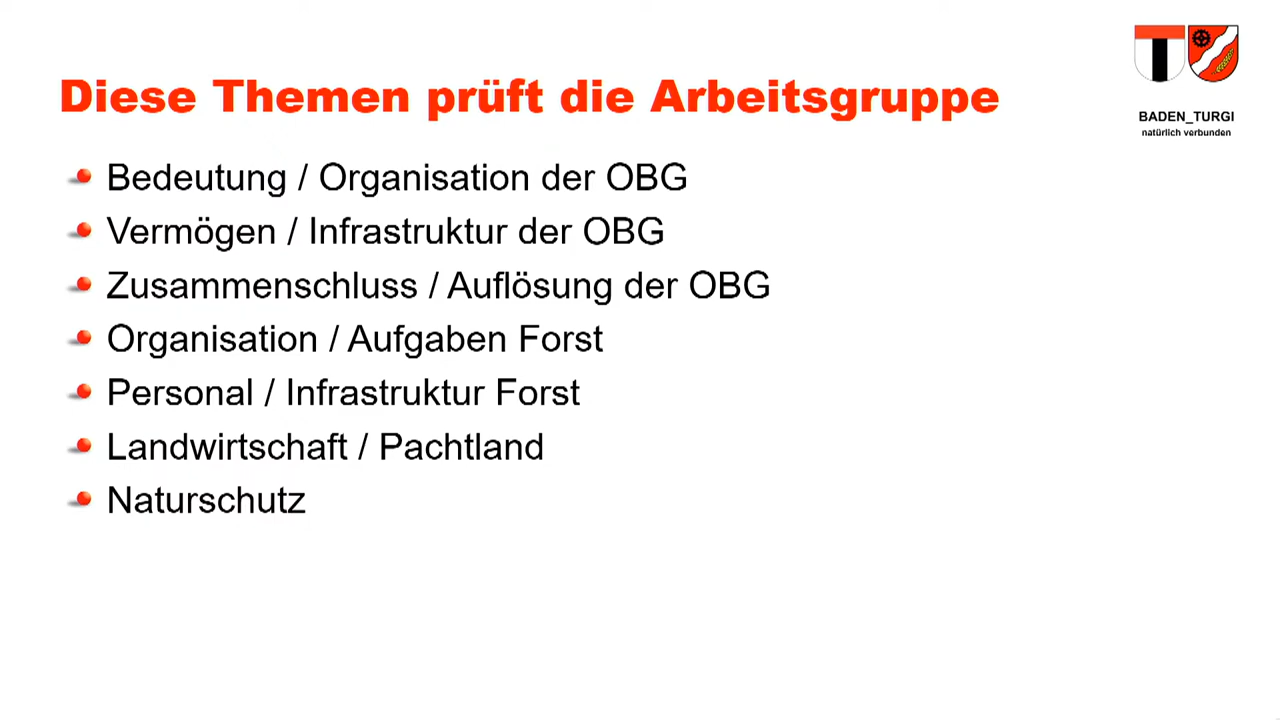 Diese Themen prüft die Arbeitsgruppe
BADEN_TURGI
natürlich verbunden
Bedeutung / Organisation der OBG
Vermögen / Infrastruktur der OBG
Zusammenschluss / Auflösung der OBG
Organisation / Aufgaben Forst
Personal / Infrastruktur Forst
Landwirtschaft / Pachtland
Naturschutz